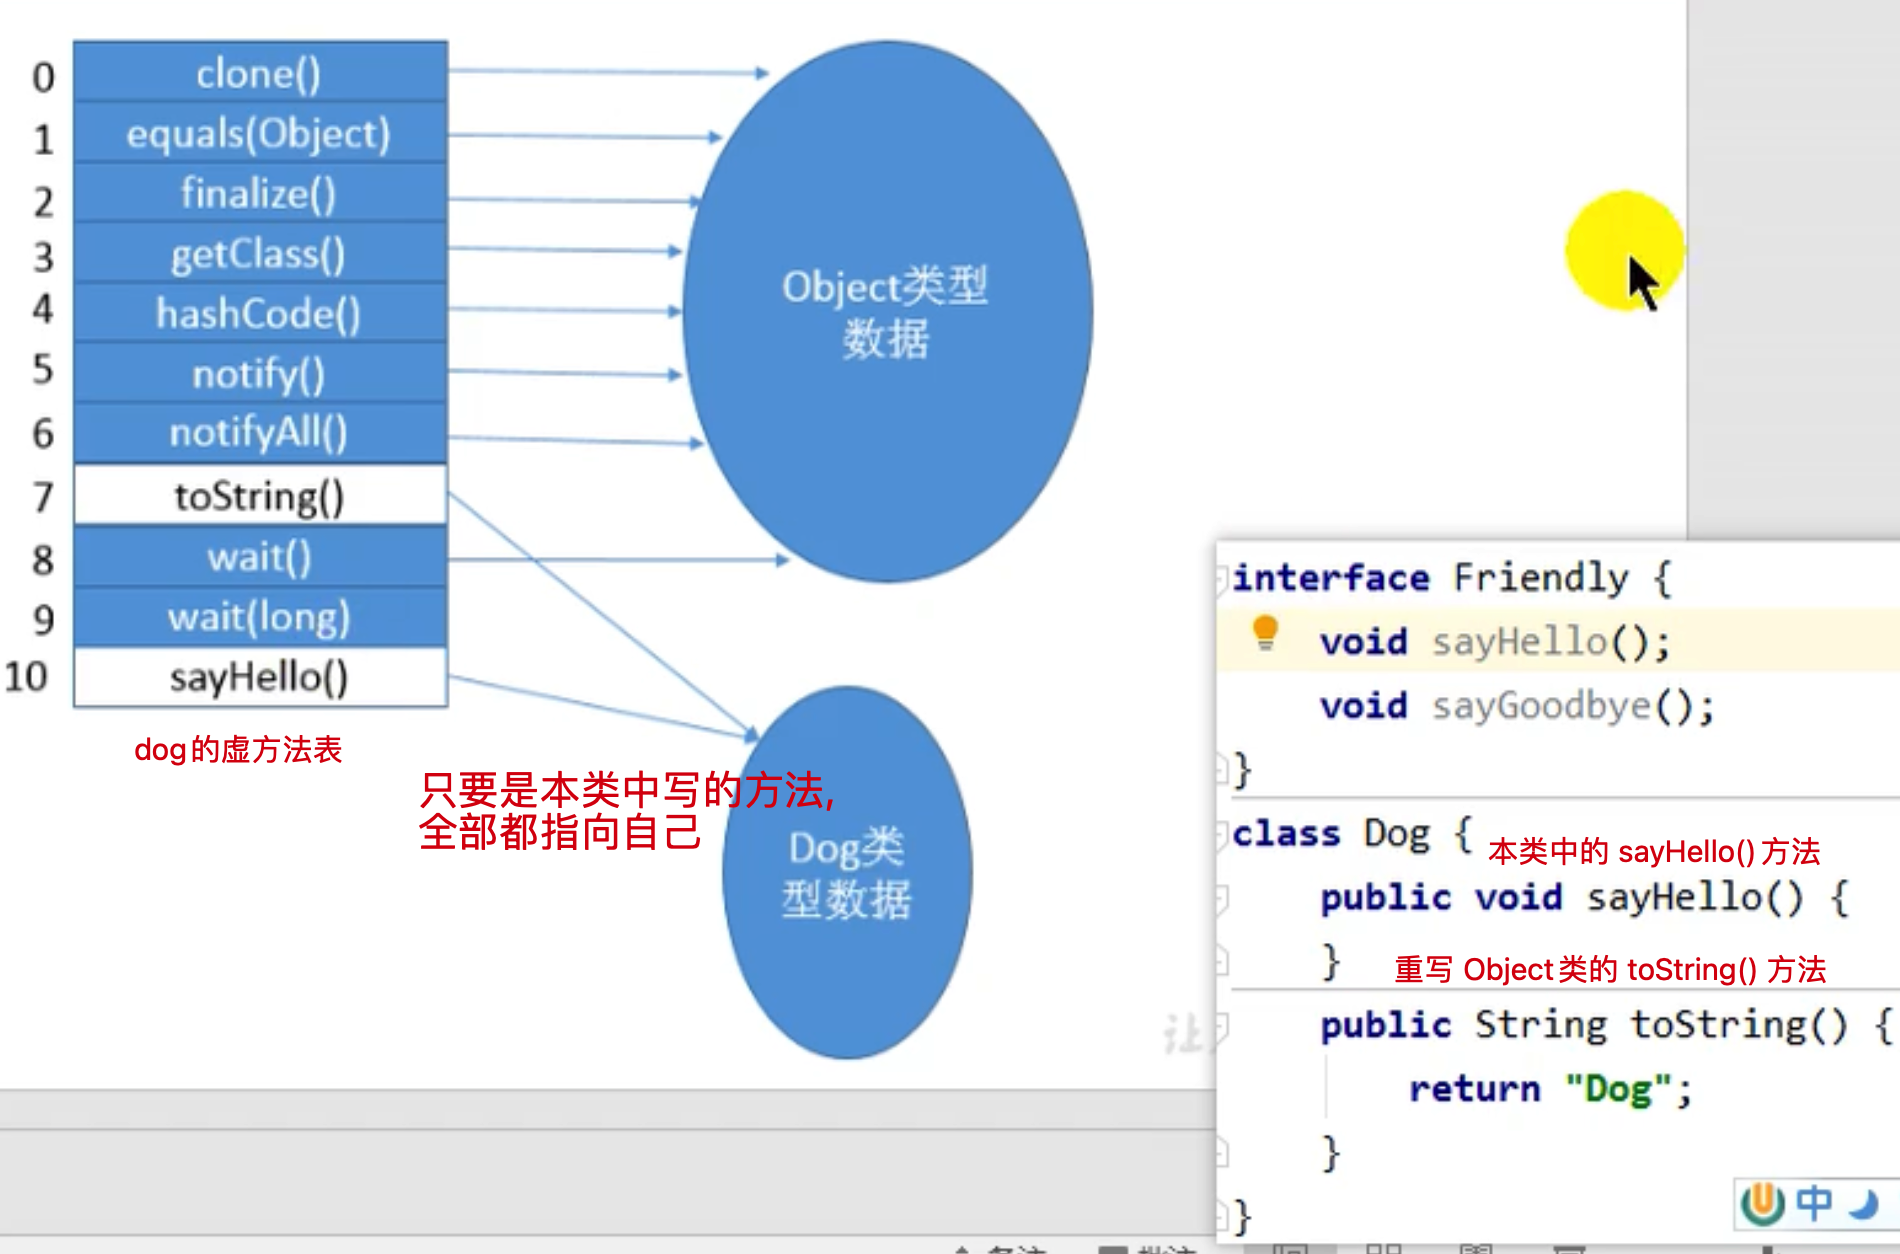 0 clone()
1 equals(Object)
2 finalize()
3 getClass()
4 hashCode()
5 notify()
6 notifyAll()
7 toString()
8 wait()
9 wait(long)
10 sayHello()
dog的虚方法表
Object类型
数据
只要是本类中写的方法,
全部都指向自己
Dog类
型数据
interface Friendly {
void sayHello();
void sayGoodbye();
}
class Dog {
本类中的 sayHello() 方法
public void sayHello() {
}
重写 Object类的 toString() 方法
public String toString() {
return "Dog";
}
}
让
中